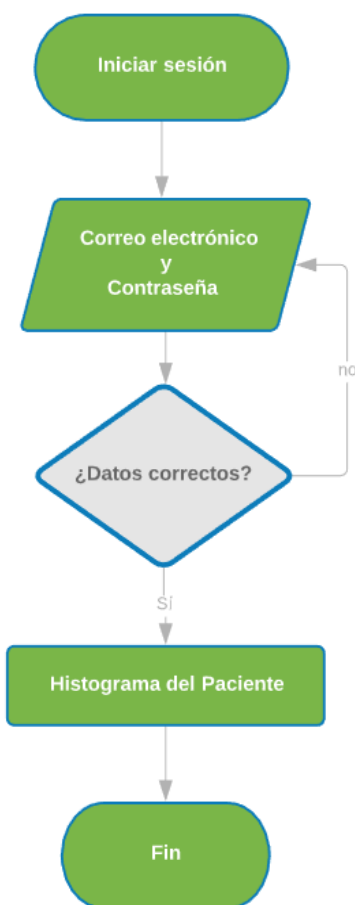 Iniciar sesión
Correo electrónico
y
Contraseña
no
¿Datos correctos?
Sí
Histograma del Paciente
Fin